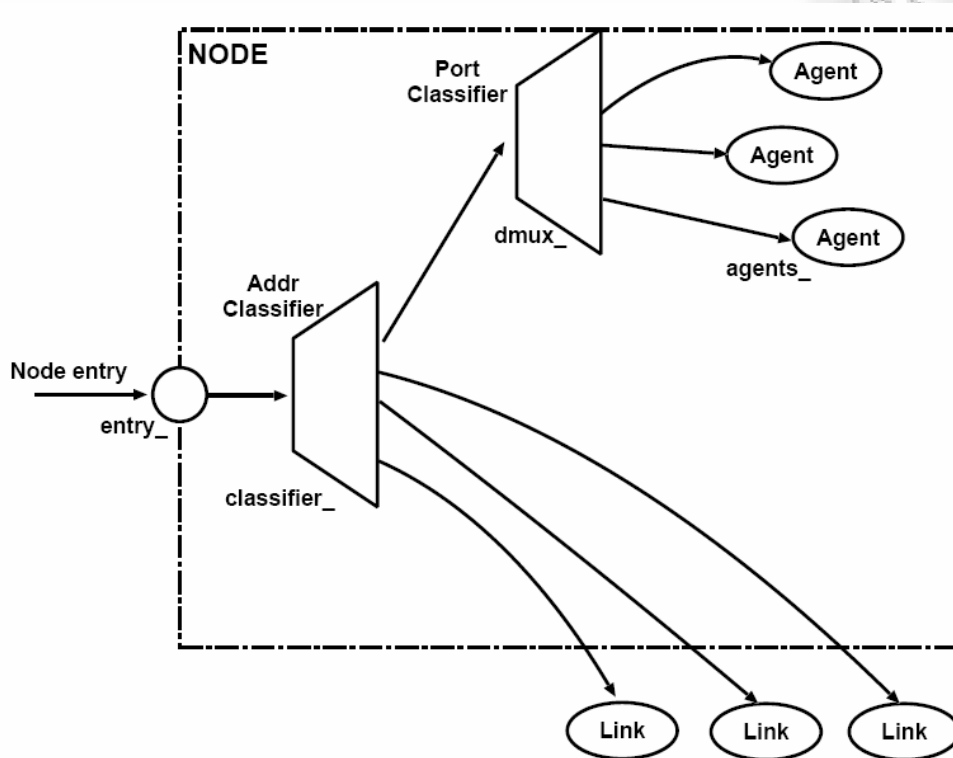 NODE
Port
Classifier
Agent
Agent
dmux_
Agent
agents_
Addr
Classifier
Node entry
entry_
classifier_
Link
Link
Link